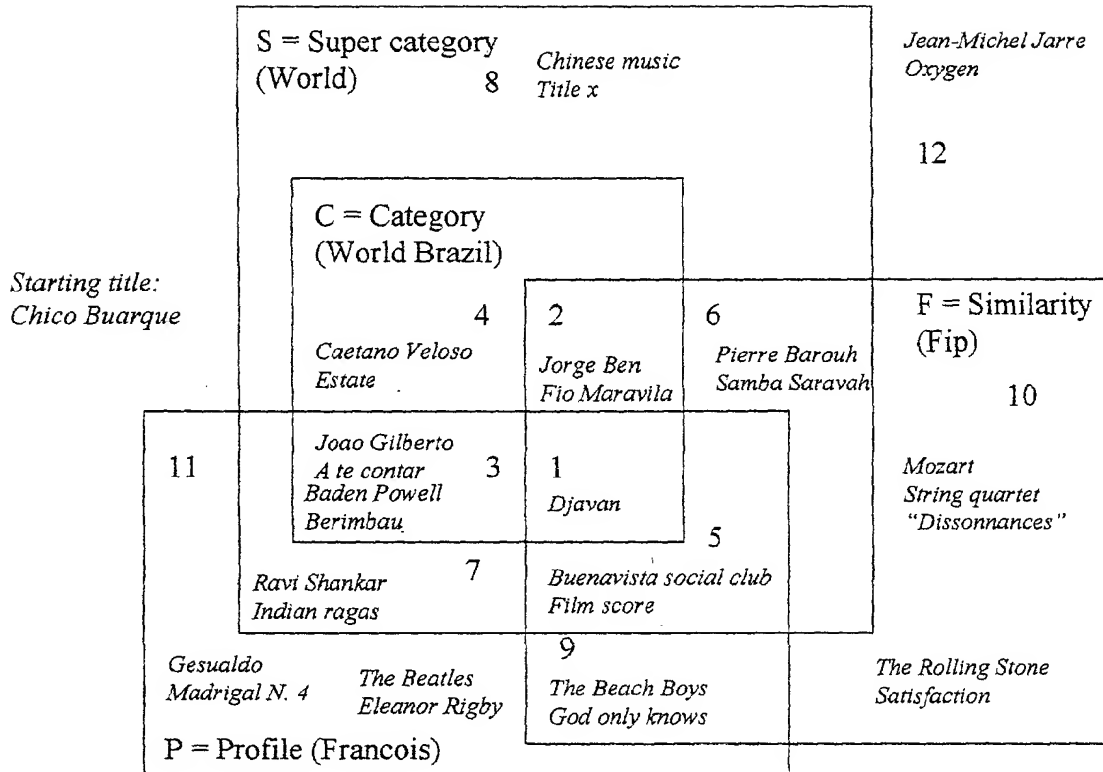 S = Super category
(World)
8
Chinese music
Title x
Jean-Michel Jarre
Oxygen
12
C = Category
(World Brazil)
Starting title:
Chico Buarque
4
2
6
F = Similarity
(Fip)
Caetano Veloso
Estate
Jorge Ben
Fio Maravila
Pierre Barouh
Samba Saravah
10
11
Joao Gilberto
A te contar
Baden Powell
Berimbau
3
1
Djavan
Mozart
String quartet
"Dissonnances"
5
7
Ravi Shankar
Indian ragas
Buenavista social club
Film score
9
Gesualdo
Madrigal N. 4
The Beatles
Eleanor Rigby
The Beach Boys
God only knows
The Rolling Stone
Satisfaction
P = Profile (Francois)